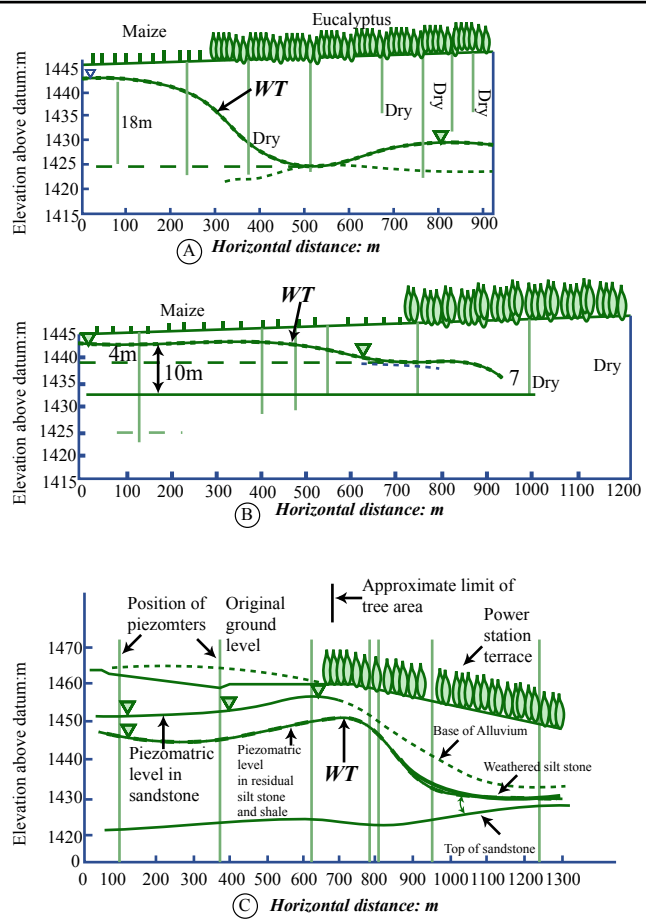 Eucalyptus
Maize
Elevation above datum:m
1445
1440
1435
1430
1425
1420
1415
WT
18m
Dry
Dry
Dry
Dry
0 100 200 300 400 500 600 700 800 900
A Horizontal distance: m
Maize
WT
Elevation above datum:m
1445
1440
1435
1430
1425
1420
1415
4m
10m
7
Dry
Dry
0 100 200 300 400 500 600 700 800 900 1000 1100 1200
B Horizontal distance: m
Approximate limit of
tree area
Position of
piezomters
Original
ground
level
Power
station
terrace
Elevation above datum:m
1470
1460
1450
1440
1430
1420
0
Piezomatric
level in
sandstone
Piezomatric
level
in residual
silt stone
and shale
WT
Base of Alluvium
Weathered silt stone
Top of sandstone
0 100 200 300 400 500 600 700 800 900 1000 1100 1200 1300
C Horizontal distance: m